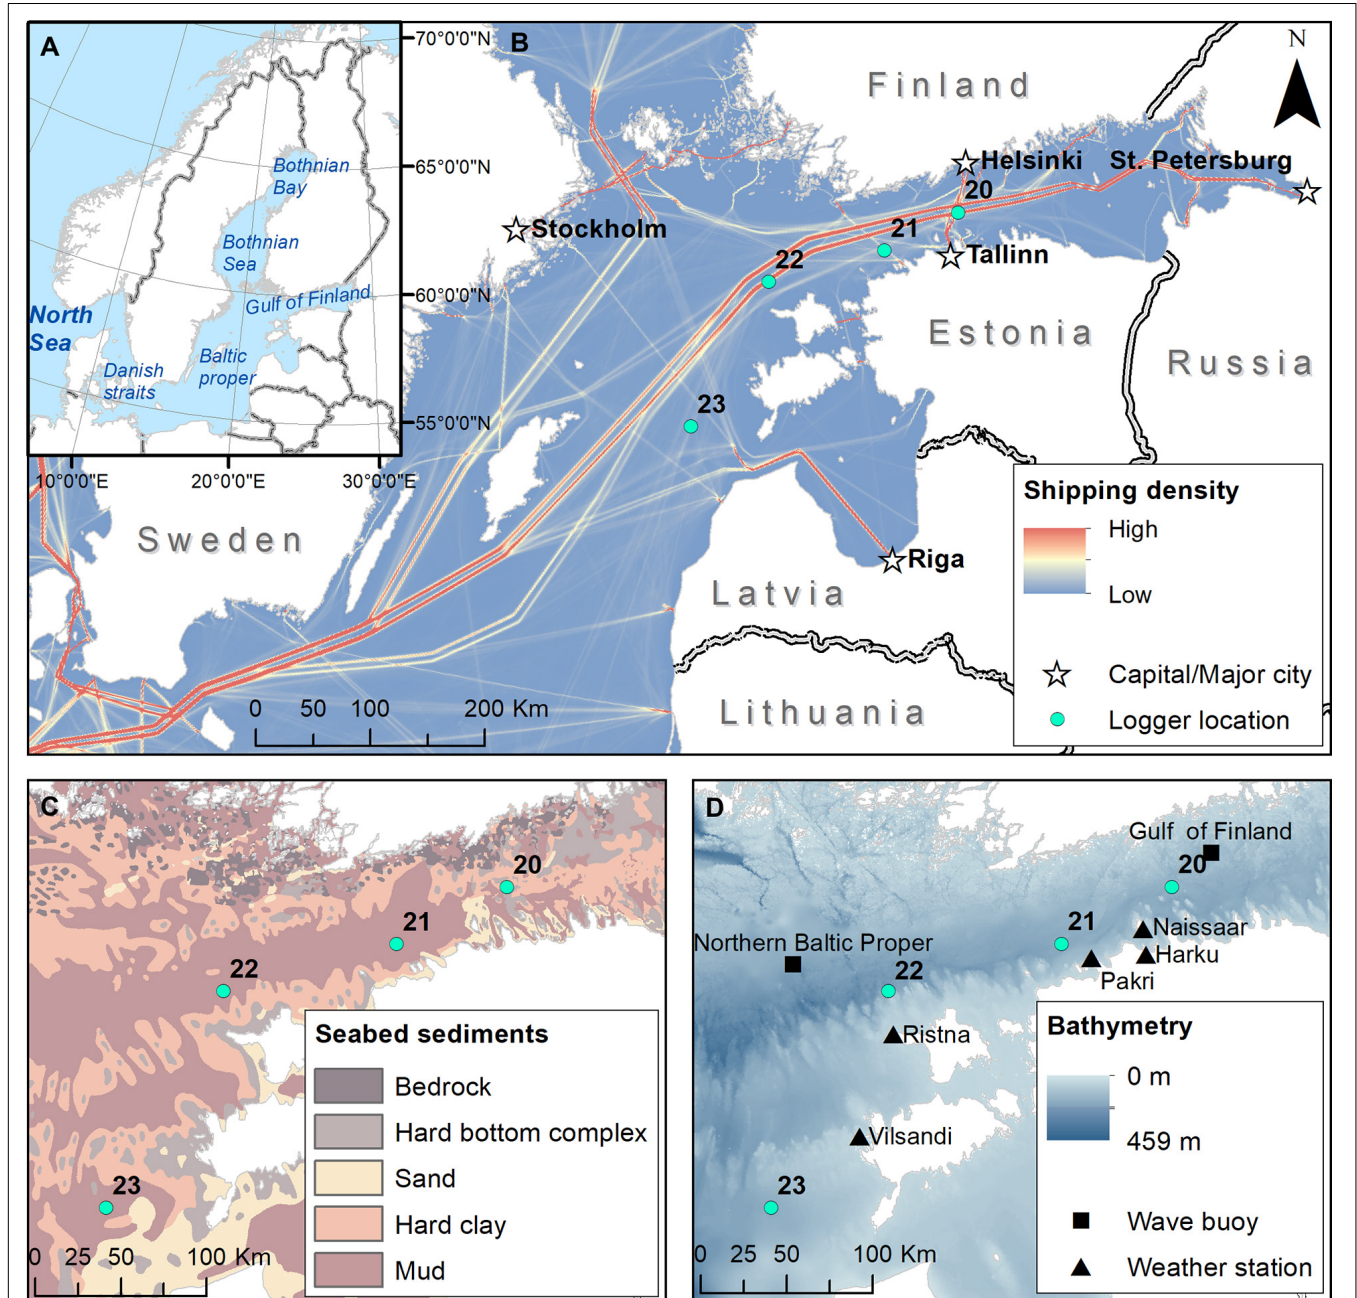 A
Bothnian
Bay
Bothnian
Sea
Gulf of Finland
North
Sea
Baltic
proper
Danish
straits
70°0'0"N
65°0'0"N
60°0'0"N
55°0'0"N
10°0'0"E
20°0'0"E
30°0'0"E
B
N
Finland
Helsinki
St. Petersburg
20
Stockholm
21
Tallinn
22
Estonia
Russia
23
Sweden
Riga
Latvia
Lithuania
0 50 100 200 Km
Shipping density
High
Low
Capital/Major city
Logger location
C
20
21
22
23
0 25 50 100 Km
Seabed sediments
Bedrock
Hard bottom complex
Sand
Hard clay
Mud
D
Gulf of Finland
20
21
Naissaar
Northern Baltic Proper
Harku
22
Pakri
Ristna
Vilsandi
23
0 25 50 100 Km
Bathymetry
0 m
459 m
Wave buoy
Weather station